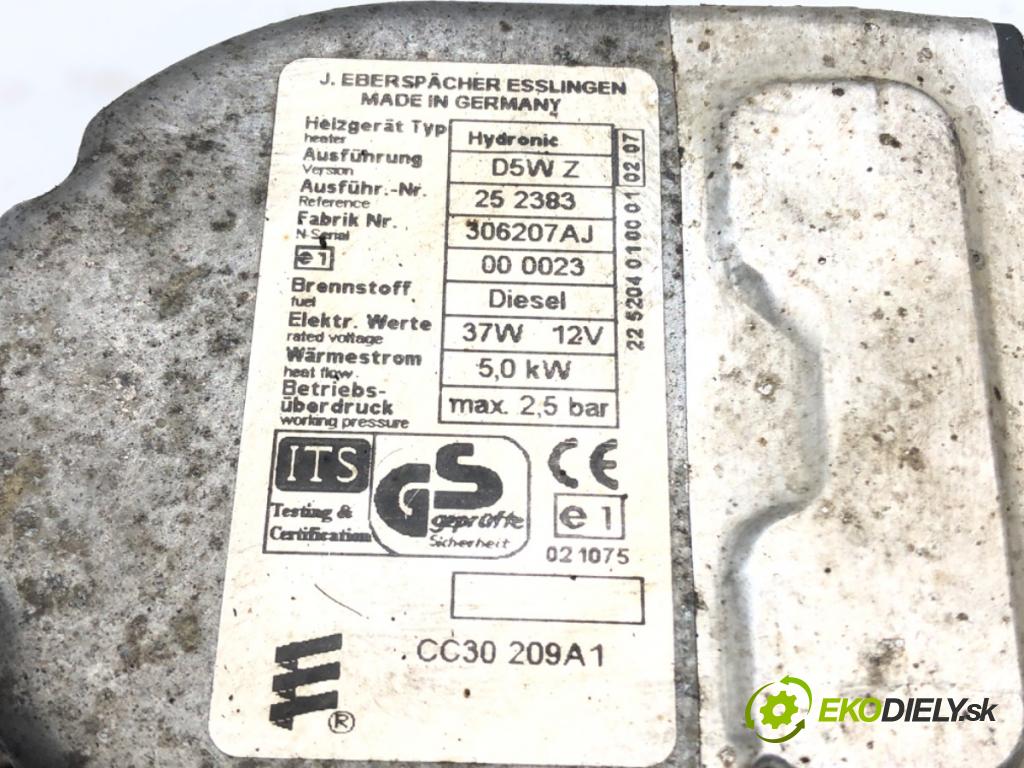 J. EBERSPÄCHER ESSLINGEN
MADE IN GERMANY
Heizgerät Typ Hydronic
heater
Ausführung D5W Z
Version
Ausführ.-Nr. 25 2383
Reference
Fabrik Nr. 306207AJ
N-Serial
e1 00 0023
Brennstoff Diesel
fuel
Elektr. Werte 37W 12V
rated voltage
Wärmestrom 5,0 kW
heat flow
Betriebs-
überdruck max. 2,5 bar
working pressure
22 5204 01 00 01 02 07
ITS
Testing &
Certification
GS
geprüfte
Sicherheit
CE
e1
021075
CC30 209A1
®
EKODIELY.sk